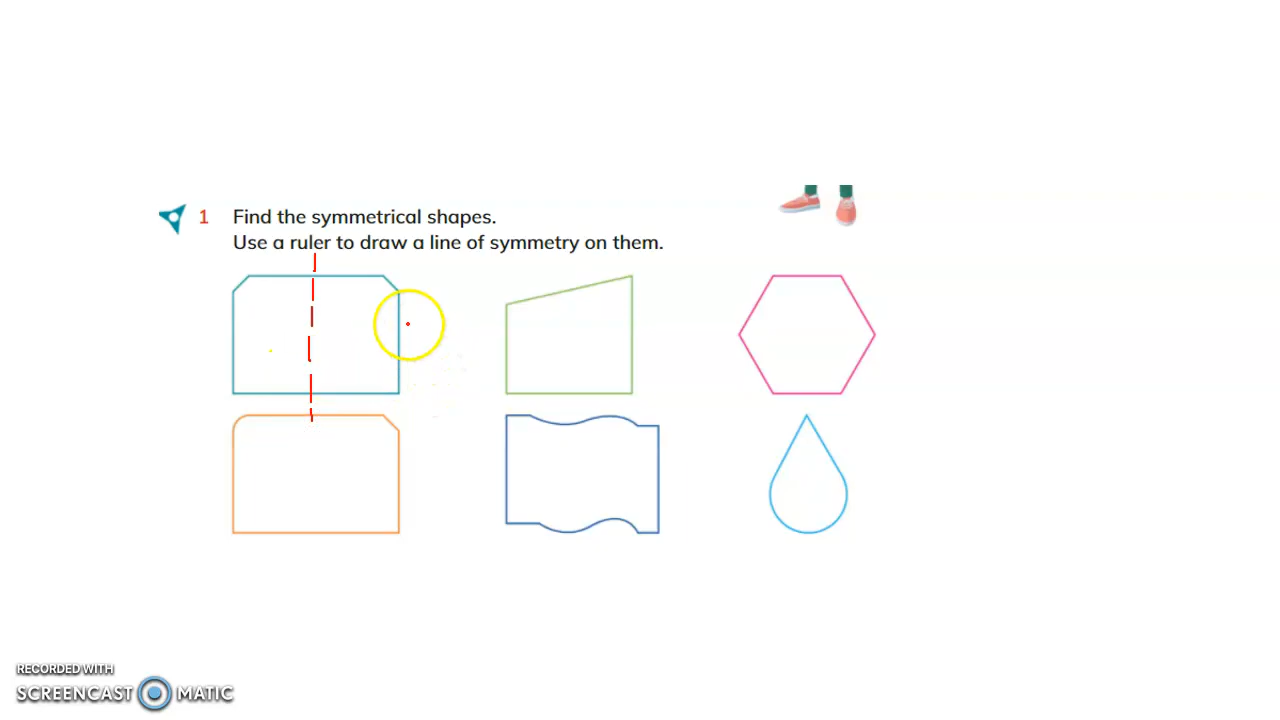 1 Find the symmetrical shapes.
Use a ruler to draw a line of symmetry on them.
RECORDED WITH
SCREENCAST MATIC